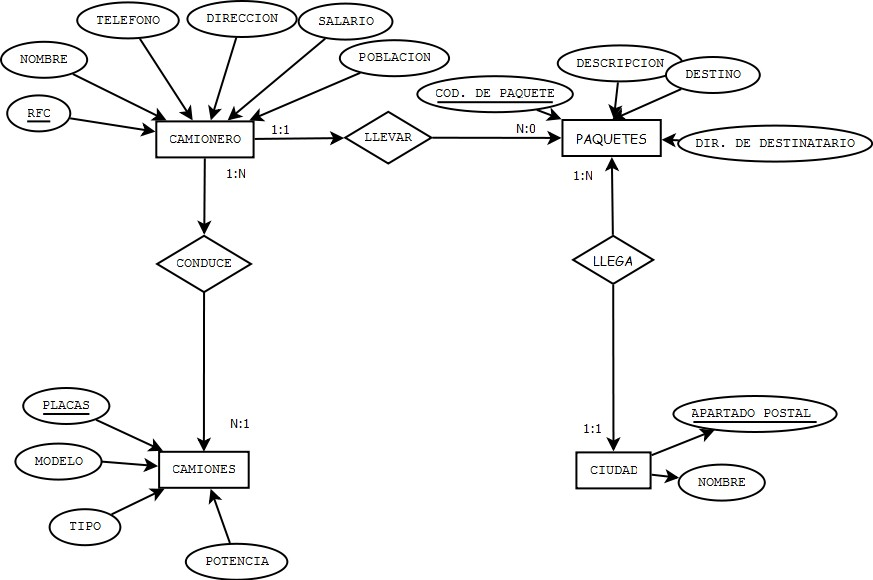 TELEFONO
DIRECCION
SALARIO
NOMBRE
POBLACION
DESCRIPCION
DESTINO
COD. DE PAQUETE
RFC
CAMIONERO
1:1
LLEVAR
N:0
PAQUETES
DIR. DE DESTINATARIO
1:N
1:N
CONDUCE
LLEGA
PLACAS
N:1
1:1
APARTADO POSTAL
MODELO
CAMIONES
CIUDAD
NOMBRE
TIPO
POTENCIA